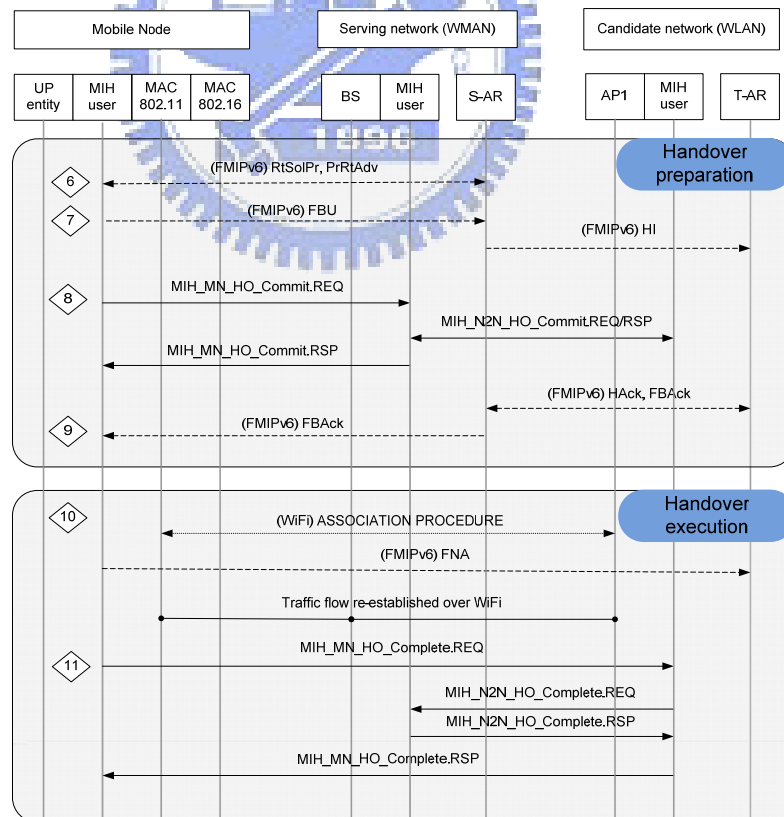 Mobile Node
Serving network (WMAN)
Candidate network (WLAN)
UP
entity
MIH
user
MAC
802.11
MAC
802.16
BS
MIH
user
S-AR
AP1
MIH
user
T-AR
1896
Handover
preparation
6
(FMIPv6) RtSolPr, PrRtAdv
7
(FMIPv6) FBU
(FMIPv6) HI
8
MIH_MN_HO_Commit.REQ
MIH_N2N_HO_Commit.REQ/RSP
MIH_MN_HO_Commit.RSP
(FMIPv6) HAck, FBAck
9
(FMIPv6) FBAck
Handover
execution
10
(WiFi) ASSOCIATION PROCEDURE
(FMIPv6) FNA
Traffic flow re-established over WiFi
11
MIH_MN_HO_Complete.REQ
MIH_N2N_HO_Complete.REQ
MIH_N2N_HO_Complete.RSP
MIH_MN_HO_Complete.RSP